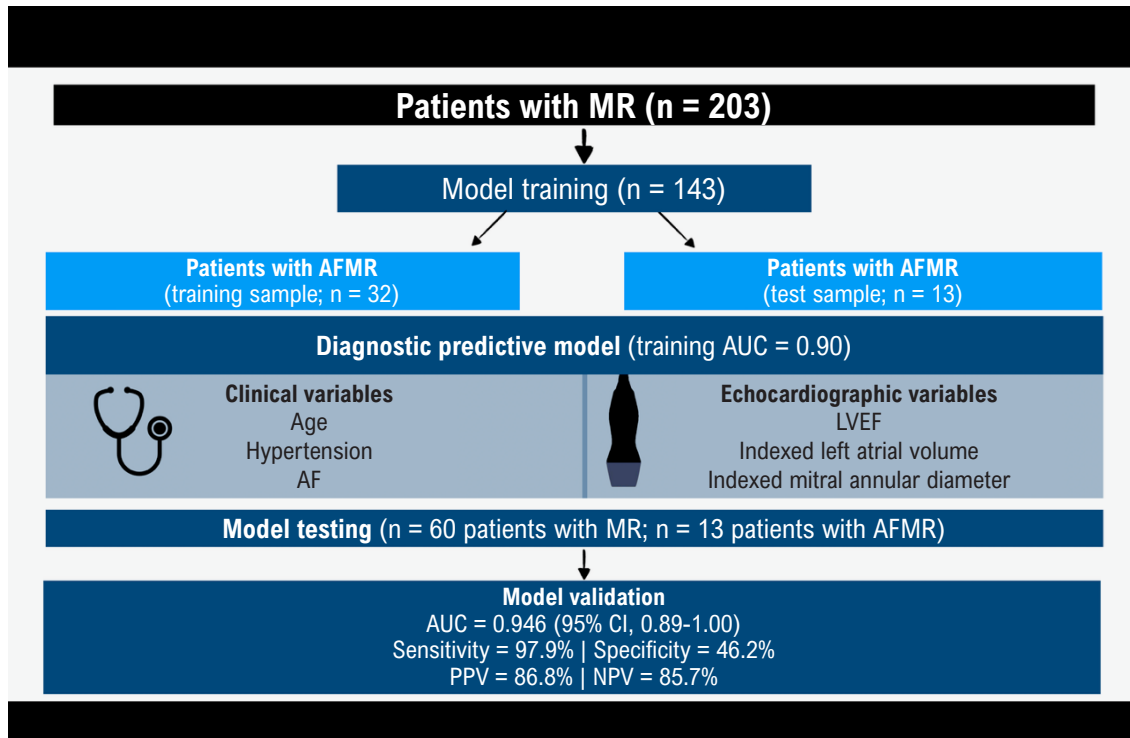 Patients with MR (n = 203)
Model training (n = 143)
Patients with AFMR
(training sample; n = 32)
Patients with AFMR
(test sample; n = 13)
Diagnostic predictive model (training AUC = 0.90)
Clinical variables
Age
Hypertension
AF
Echocardiographic variables
LVEF
Indexed left atrial volume
Indexed mitral annular diameter
Model testing (n = 60 patients with MR; n = 13 patients with AFMR)
Model validation
AUC = 0.946 (95% CI, 0.89-1.00)
Sensitivity = 97.9% | Specificity = 46.2%
PPV = 86.8% | NPV = 85.7%